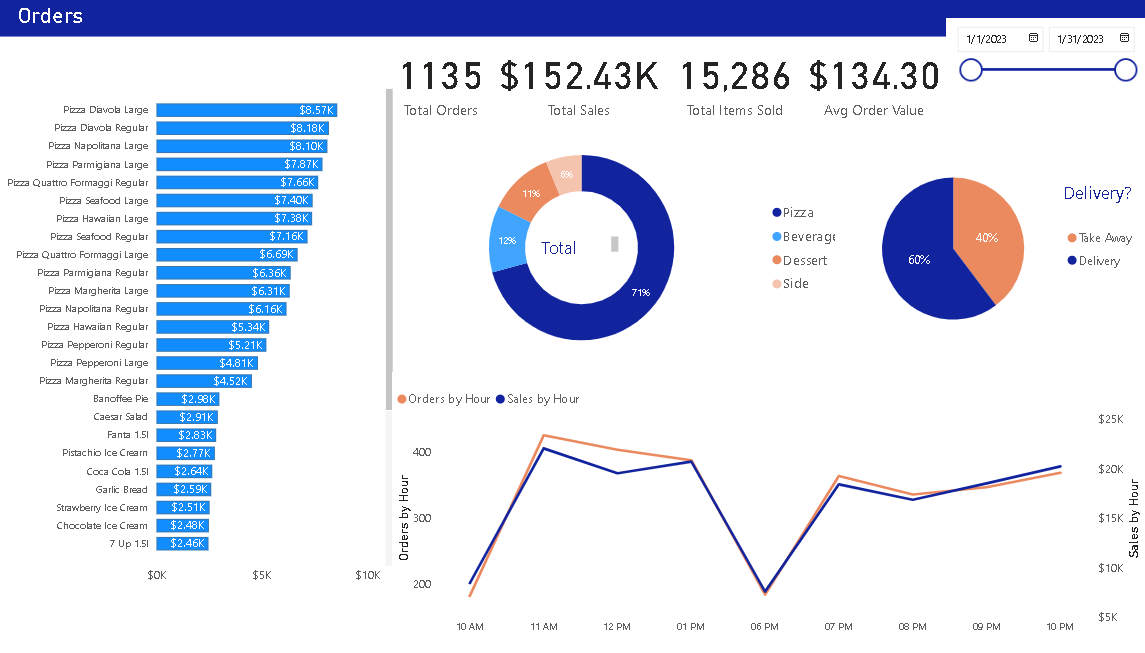 Orders
1/1/2023 1/31/2023
1135 $152.43K 15,286 $134.30
Total Orders Total Sales Total Items Sold Avg Order Value
Pizza Diavola Large $8.57K
Pizza Diavola Regular $8.18K
Pizza Napolitana Large $8.10K
Pizza Parmigiana Large $7.87K
Pizza Quattro Formaggi Regular $7.66K
Pizza Seafood Large $7.40K
Pizza Hawaiian Large $7.38K
Pizza Seafood Regular $7.16K
Pizza Quattro Formaggi Large $6.69K
Pizza Parmigiana Regular $6.36K
Pizza Margherita Large $6.31K
Pizza Napolitana Regular $6.16K
Pizza Hawaiian Regular $5.34K
Pizza Pepperoni Regular $5.21K
Pizza Pepperoni Large $4.81K
Pizza Margherita Regular $4.52K
Banoffee Pie $2.98K
Caesar Salad $2.91K
Fanta 1.5l $2.83K
Pistachio Ice Cream $2.77K
Coca Cola 1.5l $2.64K
Garlic Bread $2.59K
Strawberry Ice Cream $2.51K
Chocolate Ice Cream $2.48K
7 Up 1.5l $2.46K
$0K $5K $10K
6%
11%
12%
71%
Total
Pizza
Beverage
Dessert
Side
40%
60%
Delivery?
Take Away
Delivery
Orders by Hour Sales by Hour
Orders by Hour
400
300
200
$25K
$20K
$15K
$10K
$5K
Sales by Hour
10 AM 11 AM 12 PM 01 PM 06 PM 07 PM 08 PM 09 PM 10 PM